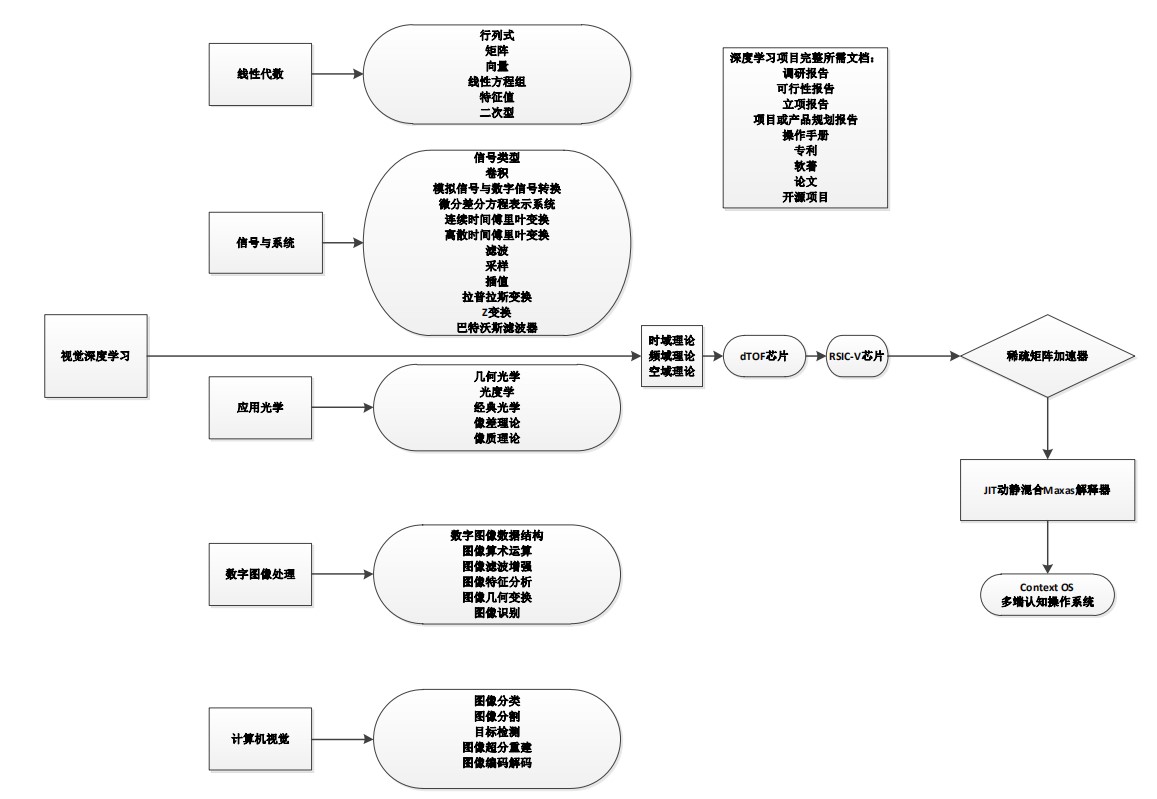 线性代数
行列式
矩阵
向量
线性方程组
特征值
二次型
深度学习项目完整所需文档：
调研报告
可行性报告
立项报告
项目或产品规划报告
操作手册
专利
软著
论文
开源项目
信号与系统
信号类型
卷积
模拟信号与数字信号转换
微分差分方程表示系统
连续时间傅里叶变换
离散时间傅里叶变换
滤波
采样
插值
拉普拉斯变换
Z变换
巴特沃斯滤波器
视觉深度学习
时域理论
频域理论
空域理论
dTOF芯片
RSIC-V芯片
稀疏矩阵加速器
应用光学
几何光学
光度学
经典光学
像差理论
像质理论
JIT动静混合Maxas解释器
Context OS
多端认知操作系统
数字图像处理
数字图像数据结构
图像算术运算
图像滤波增强
图像特征分析
图像几何变换
图像识别
计算机视觉
图像分类
图像分割
目标检测
图像超分重建
图像编码解码